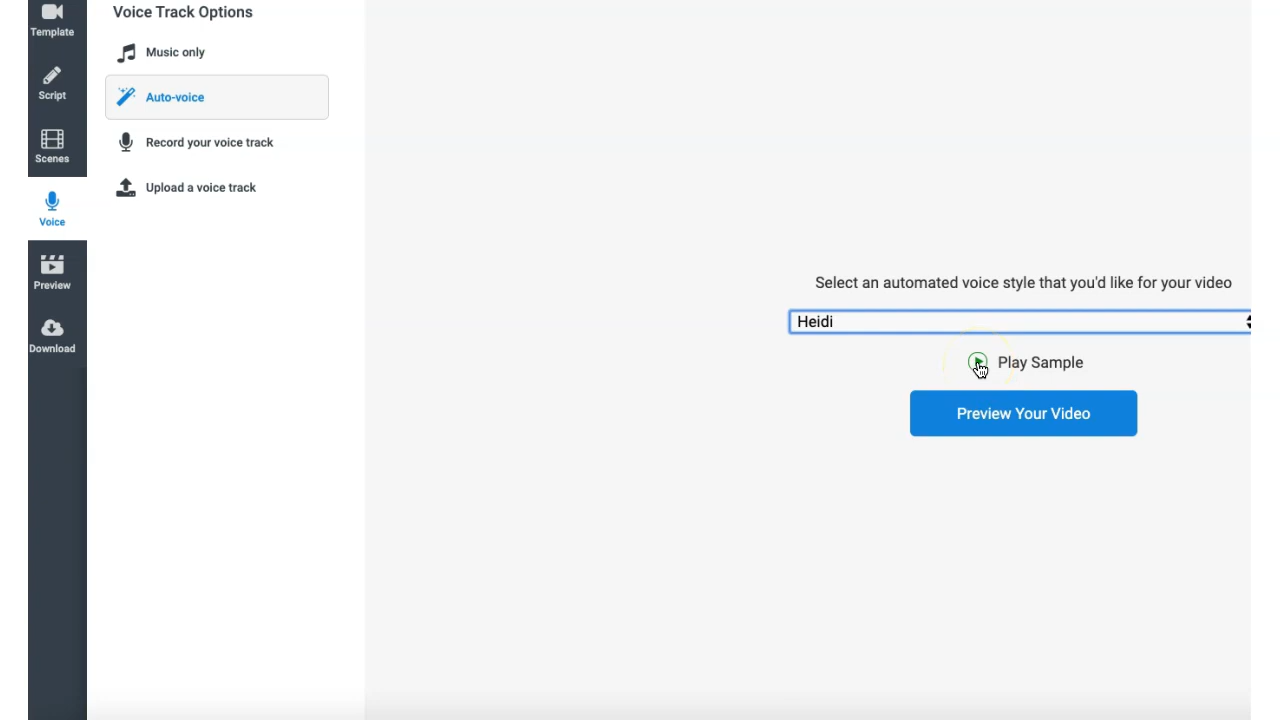 Template
Script
Scenes
Voice
Preview
Download
Voice Track Options
Music only
Auto-voice
Record your voice track
Upload a voice track
Select an automated voice style that you'd like for your video
Heidi
Play Sample
Preview Your Video